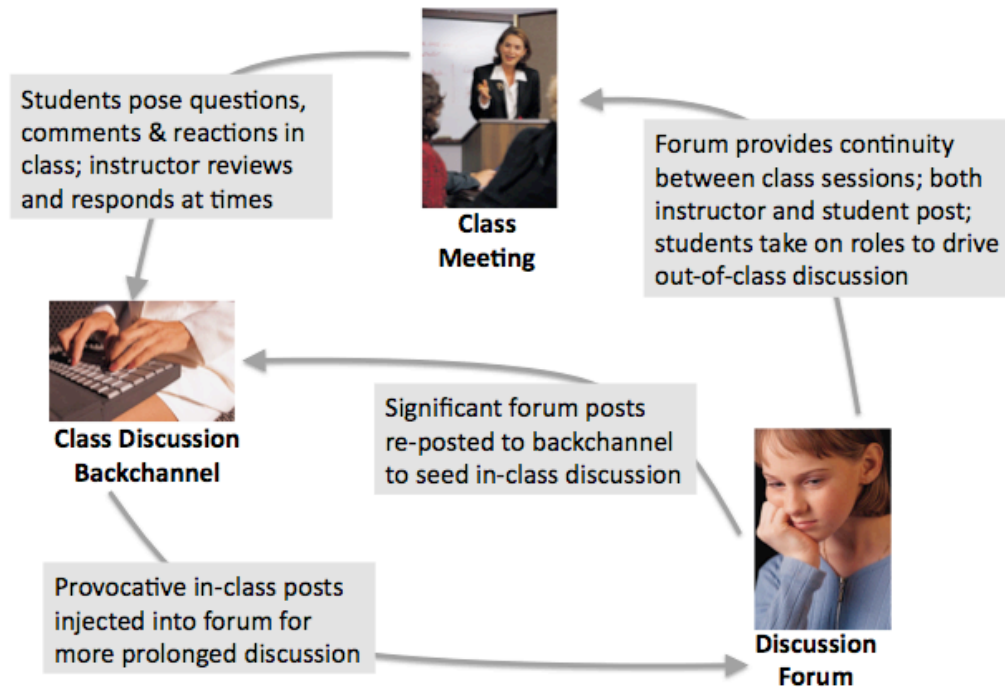 Students pose questions,
comments & reactions in
class; instructor reviews
and responds at times
Class
Meeting
Forum provides continuity
between class sessions; both
instructor and student post;
students take on roles to drive
out-of-class discussion
Class Discussion
Backchannel
Significant forum posts
re-posted to backchannel
to seed in-class discussion
Provocative in-class posts
injected into forum for
more prolonged discussion
Discussion
Forum